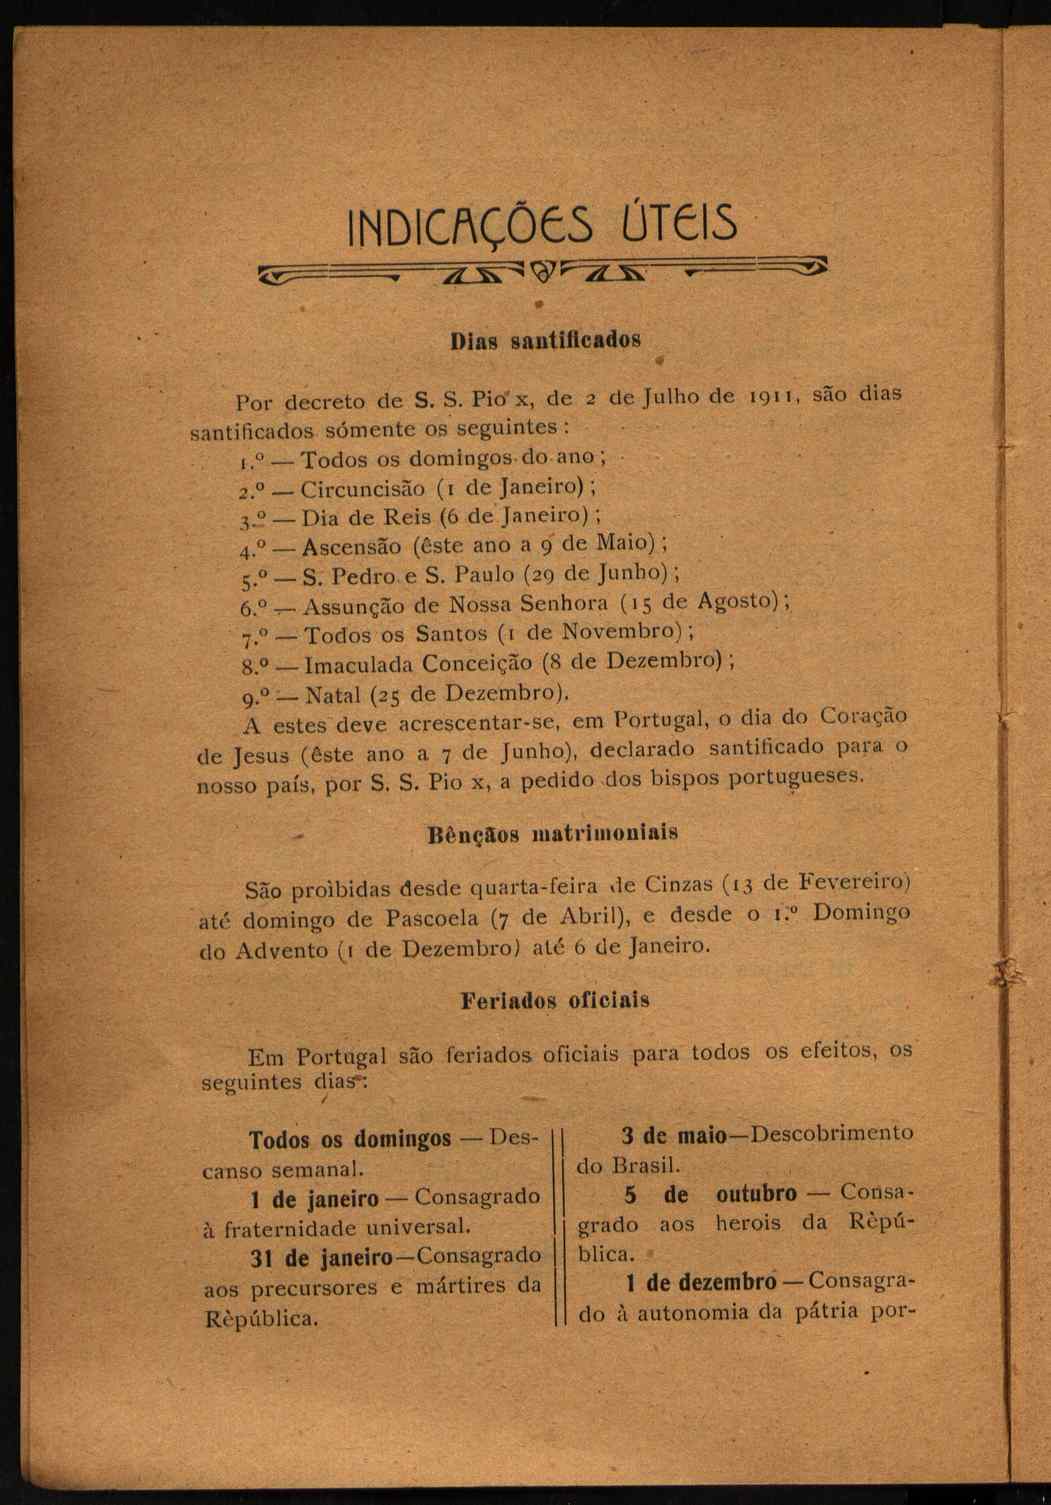 INDICAÇÕES ÚTEIS
Dias santificados
Por decreto de S. S. Pio x, de 2 de Julho de 1911, são dias
santificados sómente os seguintes :
1.º — Todos os domingos do ano ;
2.º — Circuncisão (1 de Janeiro) ;
3.º — Dia de Reis (6 de Janeiro) ;
4.º — Ascensão (êste ano a 9 de Maio) ;
5.º — S. Pedro e S. Paulo (29 de Junho) ;
6.º — Assunção de Nossa Senhora (15 de Agosto) ;
7.º — Todos os Santos (1 de Novembro) ;
8.º — Imaculada Conceição (8 de Dezembro) ;
9.º — Natal (25 de Dezembro).
A estes deve acrescentar-se, em Portugal, o dia do Coração
de Jesus (êste ano a 7 de Junho), declarado santificado para o
nosso país, por S. S. Pio x, a pedido dos bispos portugueses.
Bênçãos matrimoniais
São proìbidas desde quarta-feira de Cinzas (13 de Fevereiro)
até domingo de Pascoela (7 de Abril), e desde o 1.º Domingo
do Advento (1 de Dezembro) até 6 de Janeiro.
Feriados oficiais
Em Portugal são feriados oficiais para todos os efeitos, os
seguintes dias :
Todos os domingos — Des-
canso semanal.
1 de janeiro — Consagrado
à fraternidade universal.
31 de janeiro—Consagrado
aos precursores e mártires da
Rèpública.
3 de maio—Descobrimento
do Brasil.
5 de outubro — Consa-
grado aos herois da Rèpú-
blica.
1 de dezembro — Consagra-
do à autonomia da pátria por-